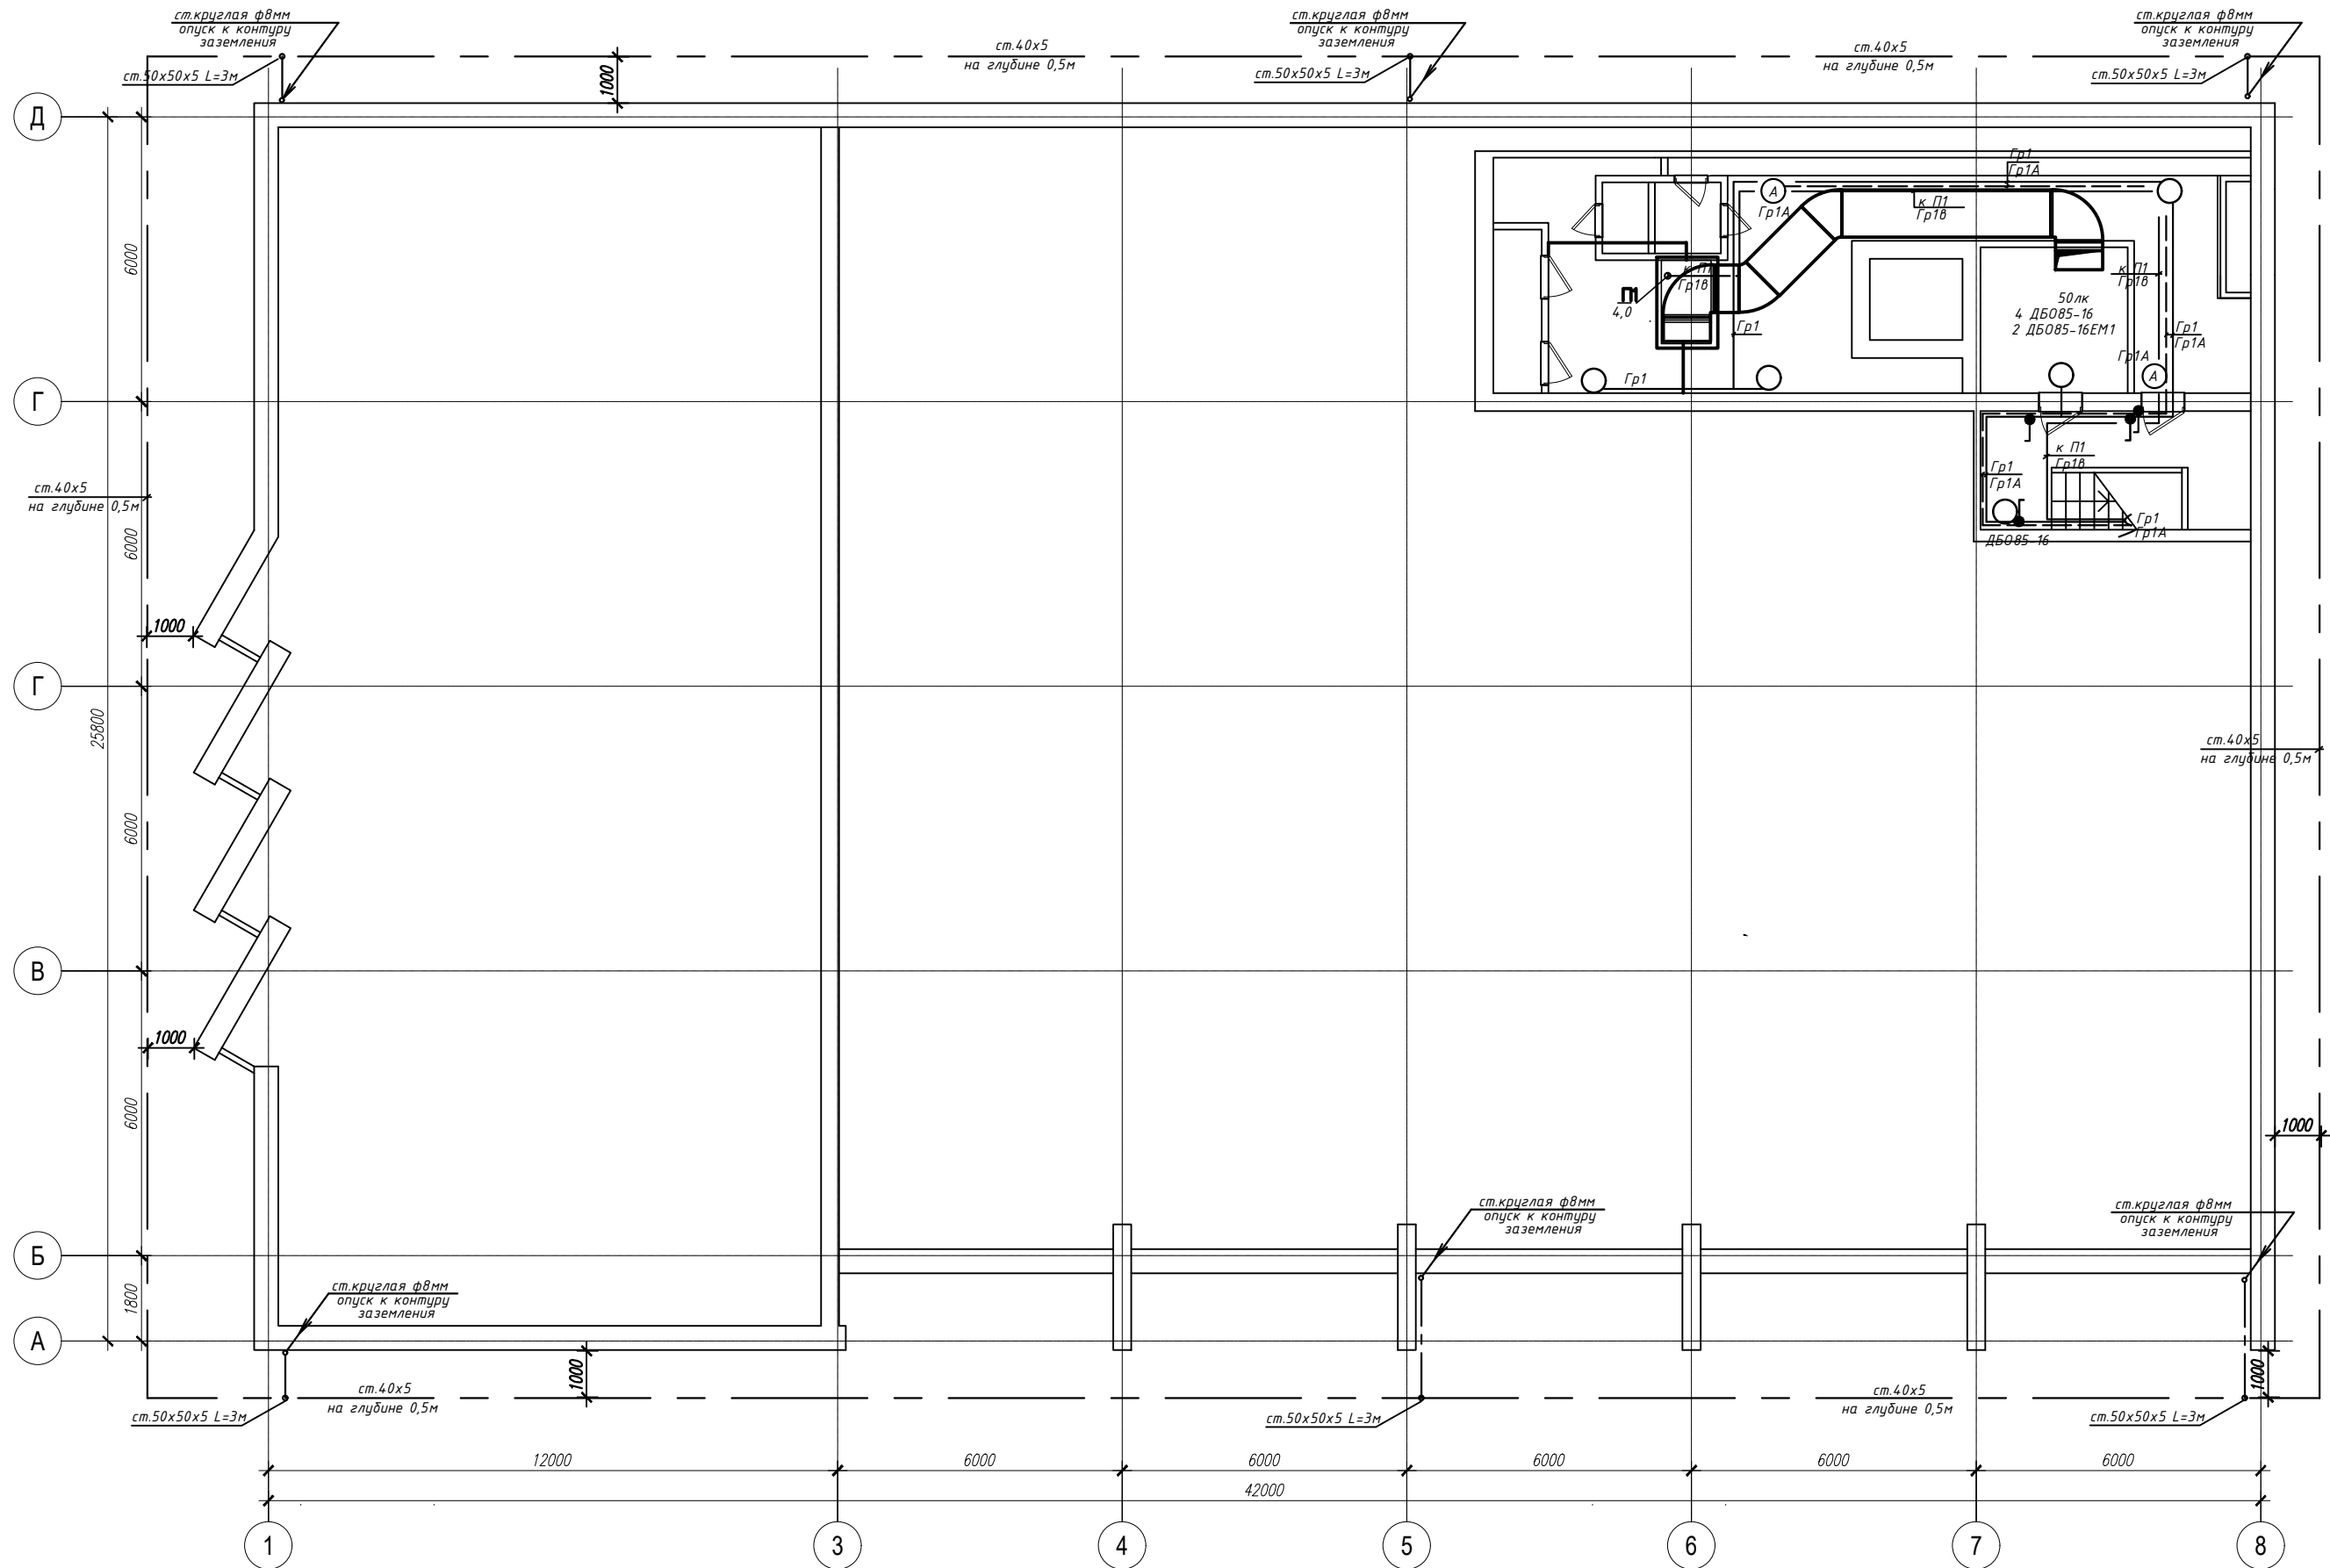 ст.круглая ф8мм
опуск к контуру
заземления
ст.50х50х5 L=3м
1000
ст.40х5
на глубине 0,5м
ст.круглая ф8мм
опуск к контуру
заземления
ст.50х50х5 L=3м
ст.40х5
на глубине 0,5м
ст.круглая ф8мм
опуск к контуру
заземления
ст.50х50х5 L=3м
Д
Гр1
Гр1А
А
Гр1А
к П1
Гр1в
6000
к П1
Гр1в
П1
4,0
к П1
Гр1в
50лк
4 ДБО85-16
2 ДБО85-16ЕМ1
Гр1
Гр1
Гр1А
Гр1А
Гр1
А
Г
к П1
Гр1в
Гр1
Гр1А
ст.40х5
на глубине 0,5м
Гр1
Гр1А
ДБО85-16
6000
1000
Г
25800
ст.40х5
на глубине 0,5м
6000
В
1000
6000
1000
ст.круглая ф8мм
опуск к контуру
заземления
ст.круглая ф8мм
опуск к контуру
заземления
Б
1800
ст.круглая ф8мм
опуск к контуру
заземления
А
1000
1000
ст.40х5
на глубине 0,5м
ст.50х50х5 L=3м
ст.50х50х5 L=3м
ст.40х5
на глубине 0,5м
ст.50х50х5 L=3м
12000
6000
6000
6000
6000
6000
42000
1
3
4
5
6
7
8